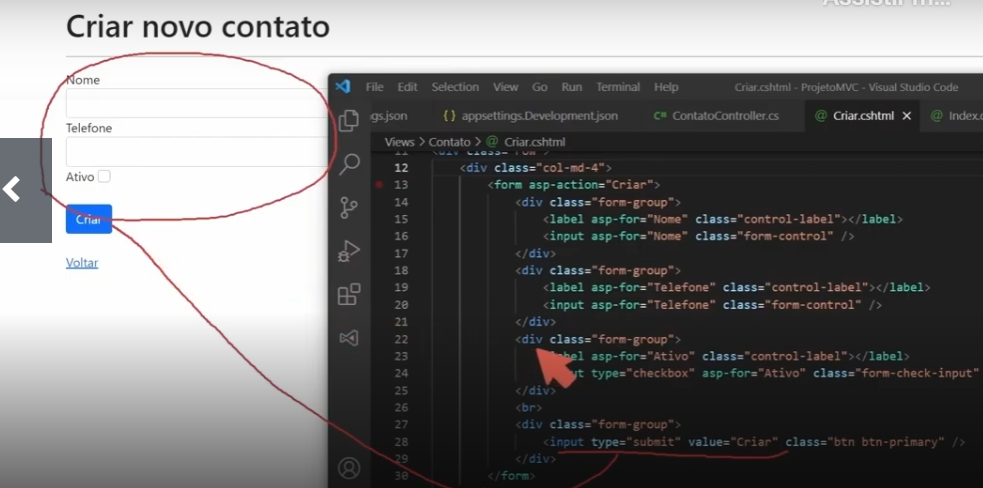 Criar novo contato
Nome
Telefone
Ativo
Criar
Voltar
File Edit Selection View Go Run Terminal Help Criar.cshtml - ProjetoMVC - Visual Studio Code
gs.json {} appsettings.Development.json C# ContatoController.cs @ Criar.cshtml × @ Index.c
Views > Contato > @ Criar.cshtml
11 <div class="row">
12 <div class="col-md-4">
13 <form asp-action="Criar">
14 <div class="form-group">
15 <label asp-for="Nome" class="control-label"></label>
16 <input asp-for="Nome" class="form-control" />
17 </div>
18 <div class="form-group">
19 <label asp-for="Telefone" class="control-label"></label>
20 <input asp-for="Telefone" class="form-control" />
21 </div>
22 <div class="form-group">
23 bel asp-for="Ativo" class="control-label"></label>
24 ut type="checkbox" asp-for="Ativo" class="form-check-input"
25 </div>
26 <br>
27 <div class="form-group">
28 <input type="submit" value="Criar" class="btn btn-primary" />
29 </div>
30 </form>